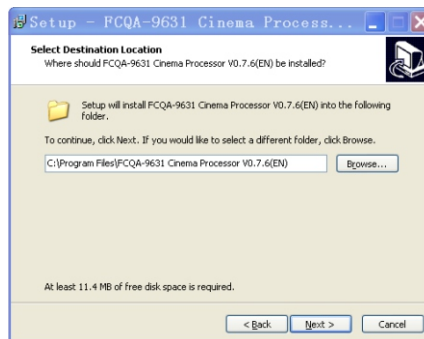 Setup - FCQA-9631 Cinema Process...
Select Destination Location
Where should FCQA-9631 Cinema Processor V0.7.6(EN) be installed?
Setup will install FCQA-9631 Cinema Processor V0.7.6(EN) into the following
folder.
To continue, click Next. If you would like to select a different folder, click Browse.
C:\Program Files\FCQA-9631 Cinema Processor V0.7.6(EN)
Browse...
At least 11.4 MB of free disk space is required.
< Back
Next >
Cancel